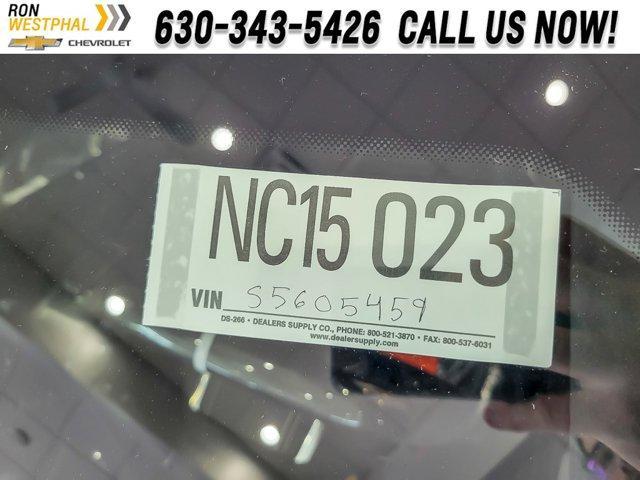 RON
WESTPHAL
CHEVROLET
630-343-5426 CALL US NOW!
NC15 023
VIN S5605459
DS-266 • DEALERS SUPPLY CO., PHONE: 800-521-3870 • FAX: 800-537-6031
www.dealersupply.com